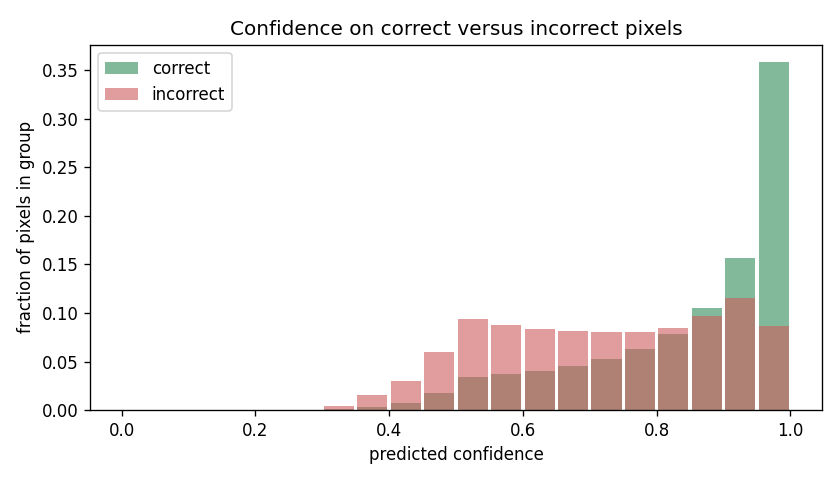 Confidence on correct versus incorrect pixels
correct
incorrect
fraction of pixels in group
0.35
0.30
0.25
0.20
0.15
0.10
0.05
0.00
0.0 0.2 0.4 0.6 0.8 1.0
predicted confidence